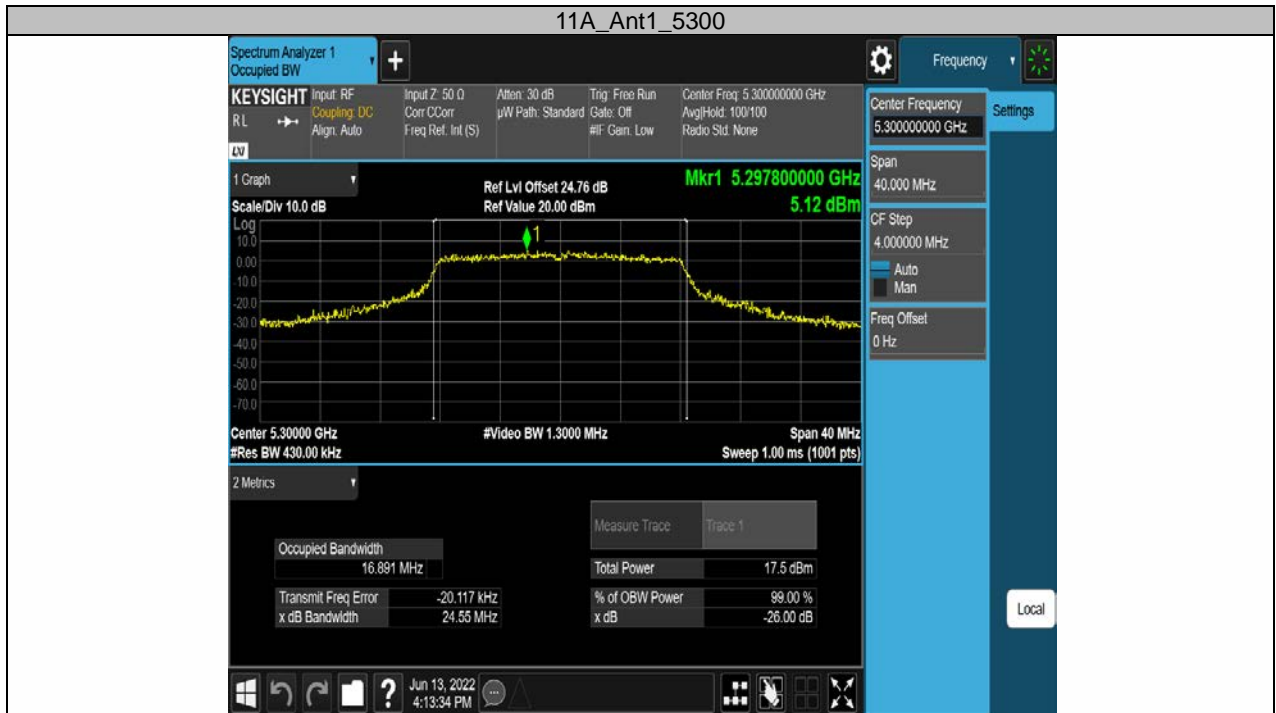 11A_Ant1_5300
Spectrum Analyzer 1
Occupied BW
+
Frequency
KEYSIGHT
RL
LXI
Input: RF
Coupling: DC
Align: Auto
Input Z: 50 Ω
Corr CCorr
Freq Ref: Int (S)
Atten: 30 dB
µW Path: Standard
Trig: Free Run
Gate: Off
#IF Gain: Low
Center Freq: 5.300000000 GHz
Avg|Hold: 100/100
Radio Std: None
1 Graph
Scale/Div 10.0 dB
Ref Lvl Offset 24.76 dB
Ref Value 20.00 dBm
Mkr1 5.297800000 GHz
5.12 dBm
Log
10.0
0.00
-10.0
-20.0
-30.0
-40.0
-50.0
-60.0
-70.0
1
Center 5.30000 GHz
#Res BW 430.00 kHz
#Video BW 1.3000 MHz
Span 40 MHz
Sweep 1.00 ms (1001 pts)
2 Metrics
Measure Trace Trace 1
Occupied Bandwidth
16.891 MHz
Total Power 17.5 dBm
Transmit Freq Error -20.117 kHz
% of OBW Power 99.00 %
x dB Bandwidth 24.55 MHz
x dB -26.00 dB
Center Frequency
5.300000000 GHz
Settings
Span
40.000 MHz
CF Step
4.000000 MHz
Auto
Man
Freq Offset
0 Hz
Local
?
Jun 13, 2022
4:13:34 PM